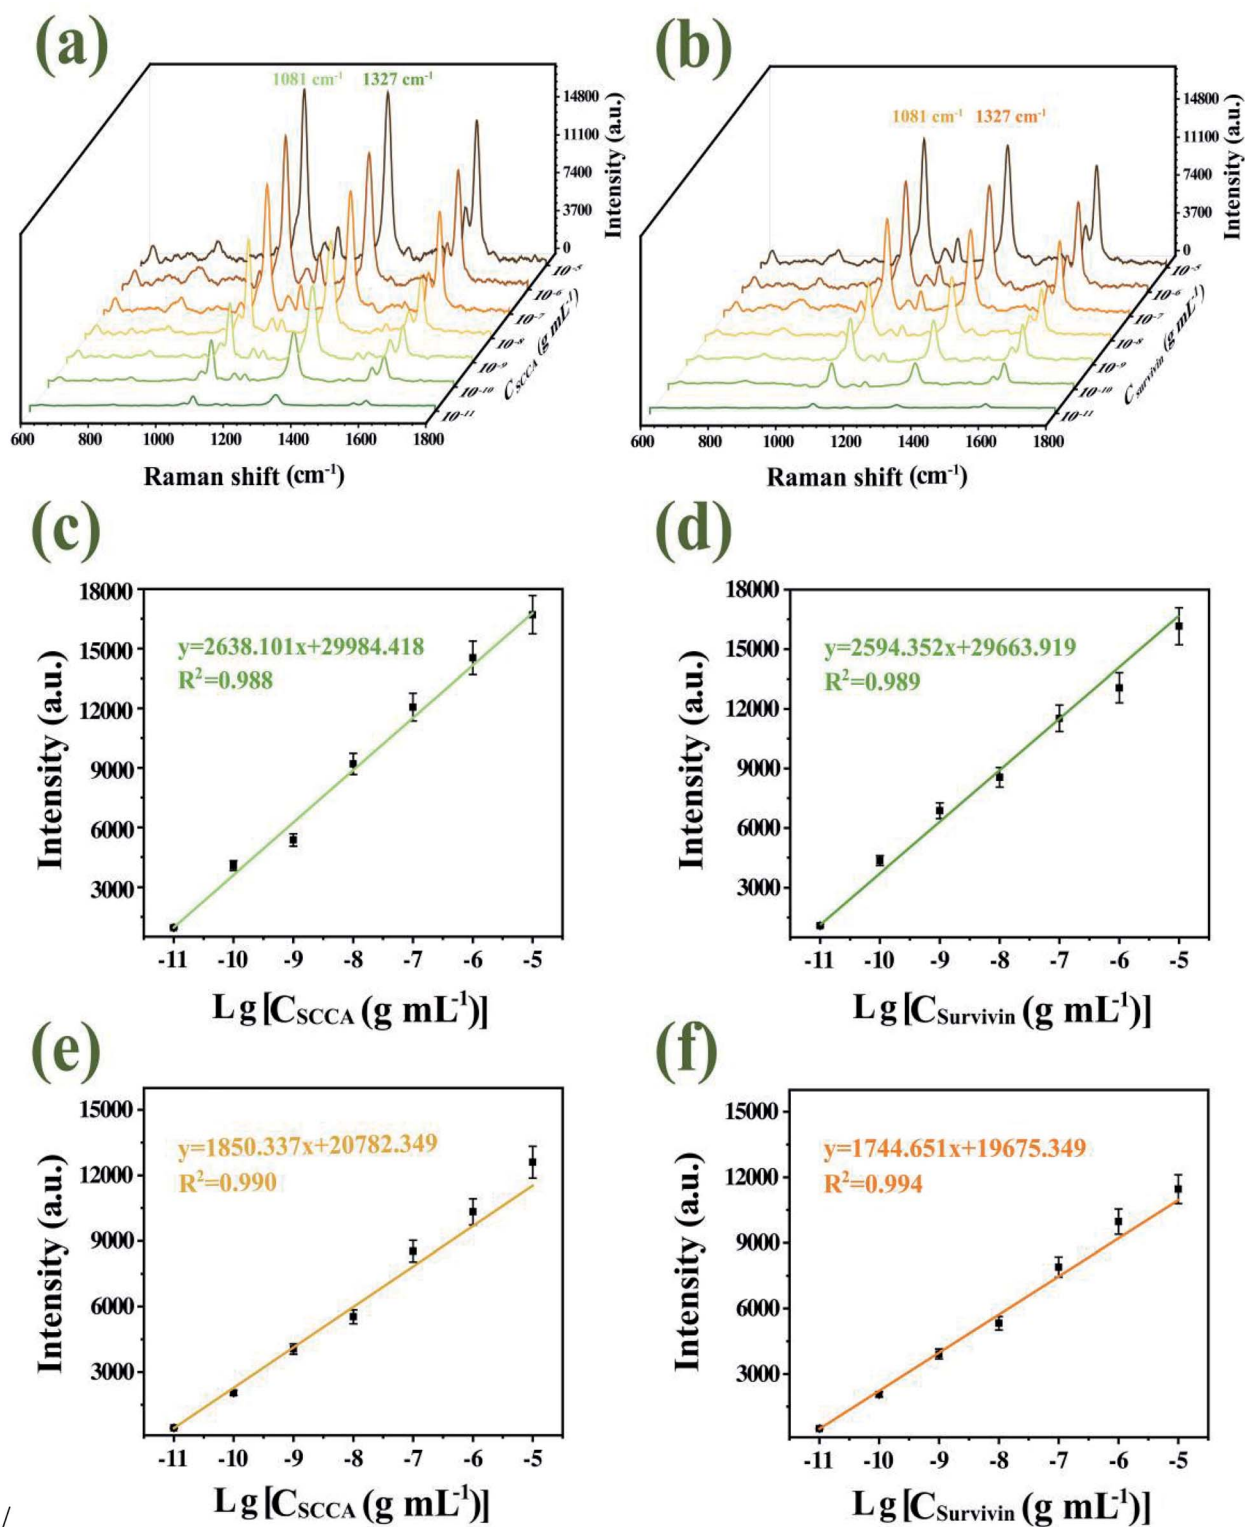 (a)
(b)
1081 cm⁻¹ 1327 cm⁻¹
14800
11100
7400
3700
0
Intensity (a.u.)
10⁻⁵
10⁻⁶
10⁻⁷
10⁻⁸
10⁻⁹
10⁻¹⁰
10⁻¹¹
C SCCA (g mL⁻¹)
600 800 1000 1200 1400 1600 1800
Raman shift (cm⁻¹)
1081 cm⁻¹ 1327 cm⁻¹
14800
11100
7400
3700
0
Intensity (a.u.)
10⁻⁵
10⁻⁶
10⁻⁷
10⁻⁸
10⁻⁹
10⁻¹⁰
10⁻¹¹
C survivin (g mL⁻¹)
600 800 1000 1200 1400 1600 1800
Raman shift (cm⁻¹)
(c)
18000
15000
12000
9000
6000
3000
Intensity (a.u.)
y=2638.101x+29984.418
R²=0.988
-11 -10 -9 -8 -7 -6 -5
Lg[C SCCA (g mL⁻¹)]
(d)
18000
15000
12000
9000
6000
3000
Intensity (a.u.)
y=2594.352x+29663.919
R²=0.989
-11 -10 -9 -8 -7 -6 -5
Lg[C Survivin (g mL⁻¹)]
(e)
15000
12000
9000
6000
3000
Intensity (a.u.)
y=1850.337x+20782.349
R²=0.990
-11 -10 -9 -8 -7 -6 -5
Lg[C SCCA (g mL⁻¹)]
(f)
15000
12000
9000
6000
3000
Intensity (a.u.)
y=1744.651x+19675.349
R²=0.994
-11 -10 -9 -8 -7 -6 -5
Lg[C Survivin (g mL⁻¹)]
/